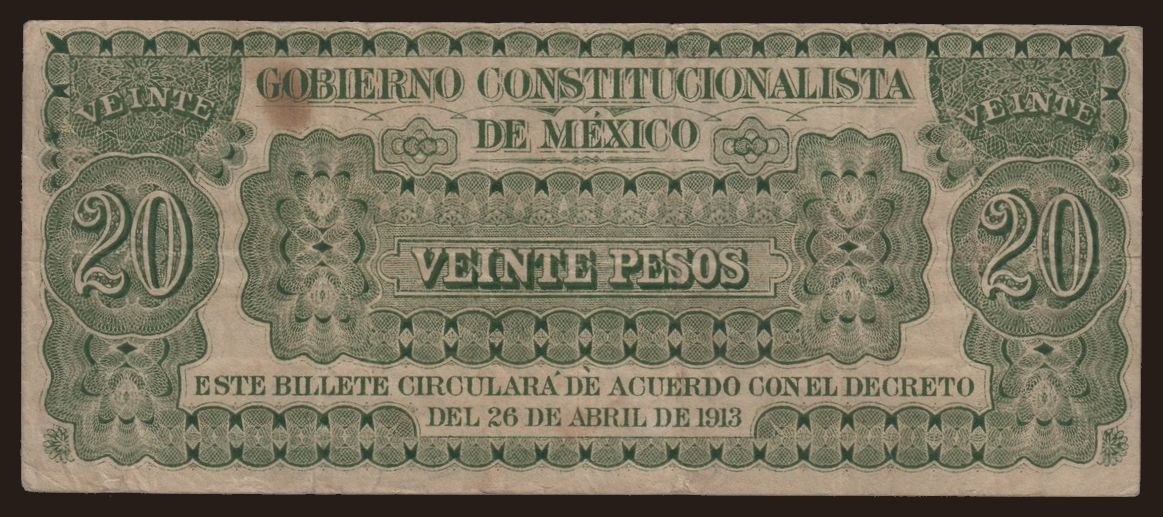 GOBIERNO CONSTITUCIONALISTA
DE MÉXICO
VEINTE
VEINTE
20
20
VEINTE PESOS
ESTE BILLETE CIRCULARÁ DÈ ACUERDO CON EL DECRETO
DEL 26 DE ABRIL DE 1913